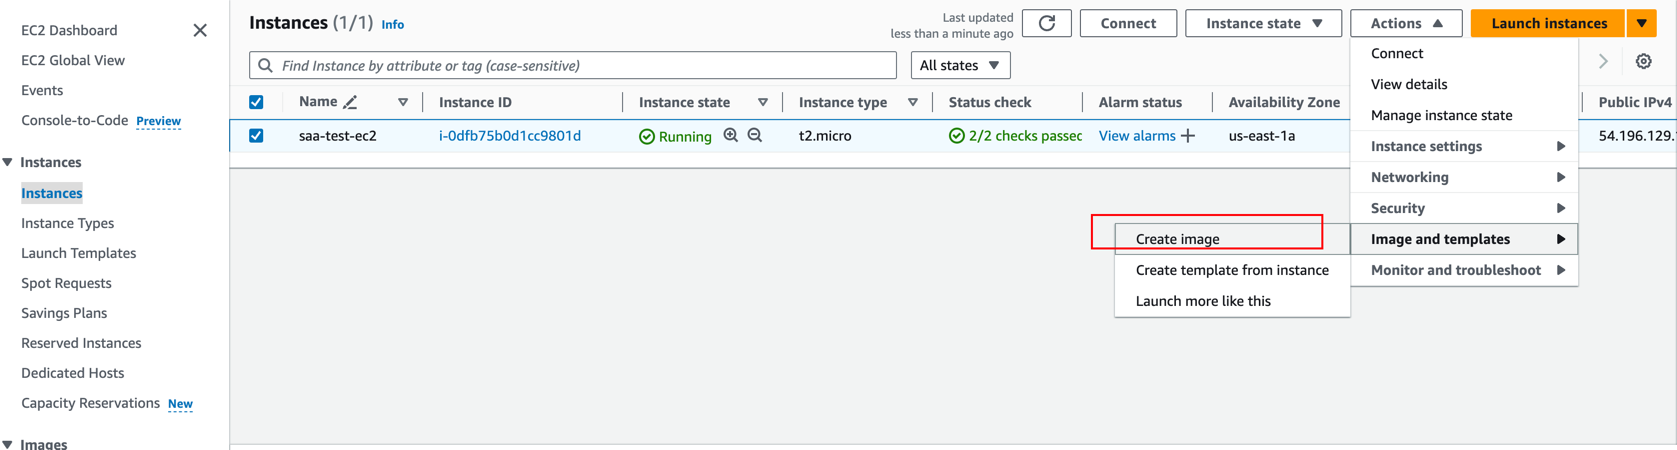 EC2 Dashboard
EC2 Global View
Events
Console-to-Code Preview
Instances
Instances
Instance Types
Launch Templates
Spot Requests
Savings Plans
Reserved Instances
Dedicated Hosts
Capacity Reservations New
Images
Instances (1/1) Info
Last updated
less than a minute ago
Connect
Instance state
Actions
Launch instances
Find Instance by attribute or tag (case-sensitive)
All states
Name Instance ID Instance state Instance type Status check Alarm status Availability Zone Public IPv4
saa-test-ec2 i-0dfb75b0d1cc9801d Running t2.micro 2/2 checks passed View alarms us-east-1a 54.196.129.
Connect
View details
Manage instance state
Instance settings
Networking
Security
Image and templates
Monitor and troubleshoot
Create image
Create template from instance
Launch more like this